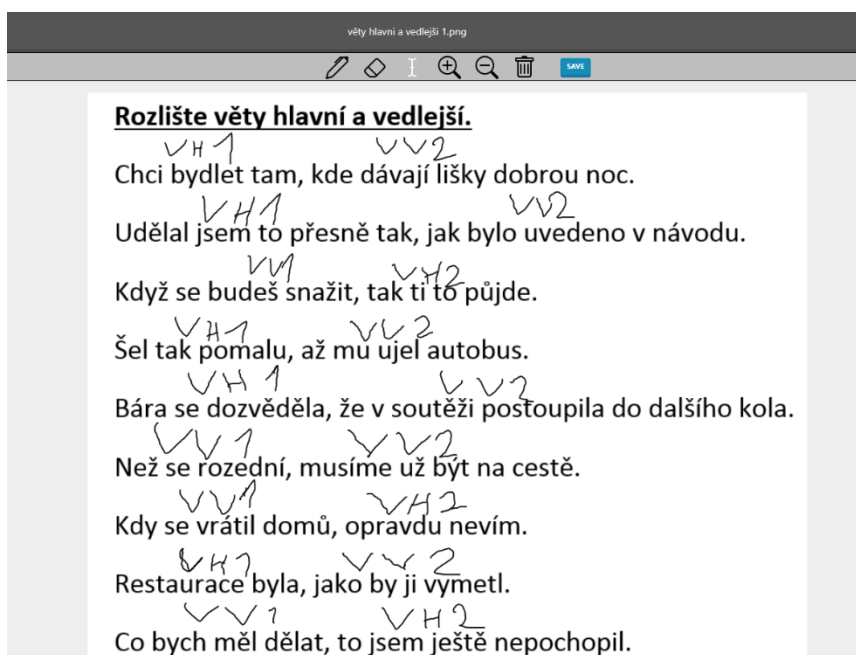 věty hlavni a vedlejši 1.png
SAVE
Rozlište věty hlavní a vedlejší.
VH1 VV2
Chci bydlet tam, kde dávají lišky dobrou noc.
VH1 VV2
Udělal jsem to přesně tak, jak bylo uvedeno v návodu.
VV1 VH2
Když se budeš snažit, tak ti to půjde.
VH1 VV2
Šel tak pomalu, až mu ujel autobus.
VH1 VV2
Bára se dozvěděla, že v soutěži postoupila do dalšího kola.
VV1 VV2
Než se rozední, musíme už být na cestě.
VV1 VH2
Kdy se vrátil domů, opravdu nevím.
VH1 VV2
Restaurace byla, jako by ji vymetl.
VV1 VH2
Co bych měl dělat, to jsem ještě nepochopil.